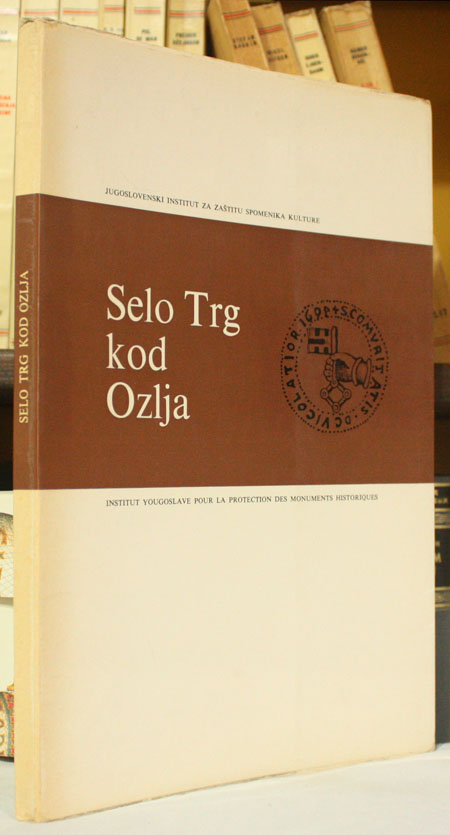 JUGOSLOVENSKI INSTITUT ZA ZAŠTITU SPOMENIKA KULTURE
Selo Trg
kod
Ozlja
INSTITUT YOUGOSLAVE POUR LA PROTECTION DES MONUMENTS HISTORIQUES
SELO TRG KOD OZLJA